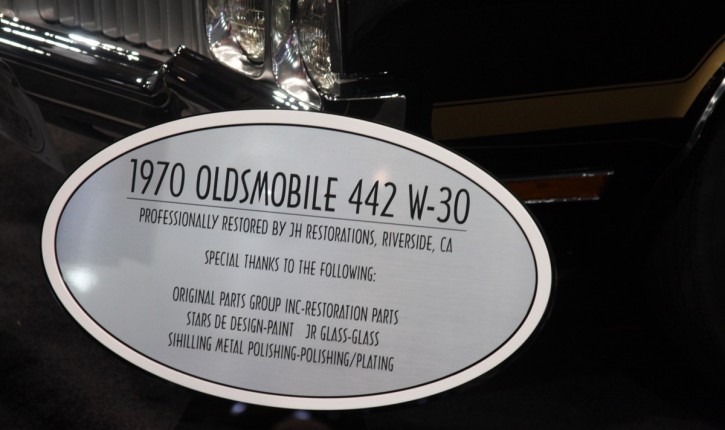 1970 OLDSMOBILE 442 W-30
PROFESSIONALLY RESTORED BY JH RESTORATIONS, RIVERSIDE, CA
SPECIAL THANKS TO THE FOLLOWING:
ORIGINAL PARTS GROUP INC-RESTORATION PARTS
STARS DE DESIGN-PAINT JR GLASS-GLASS
SIHILLING METAL POLISHING-POLISHING/PLATING